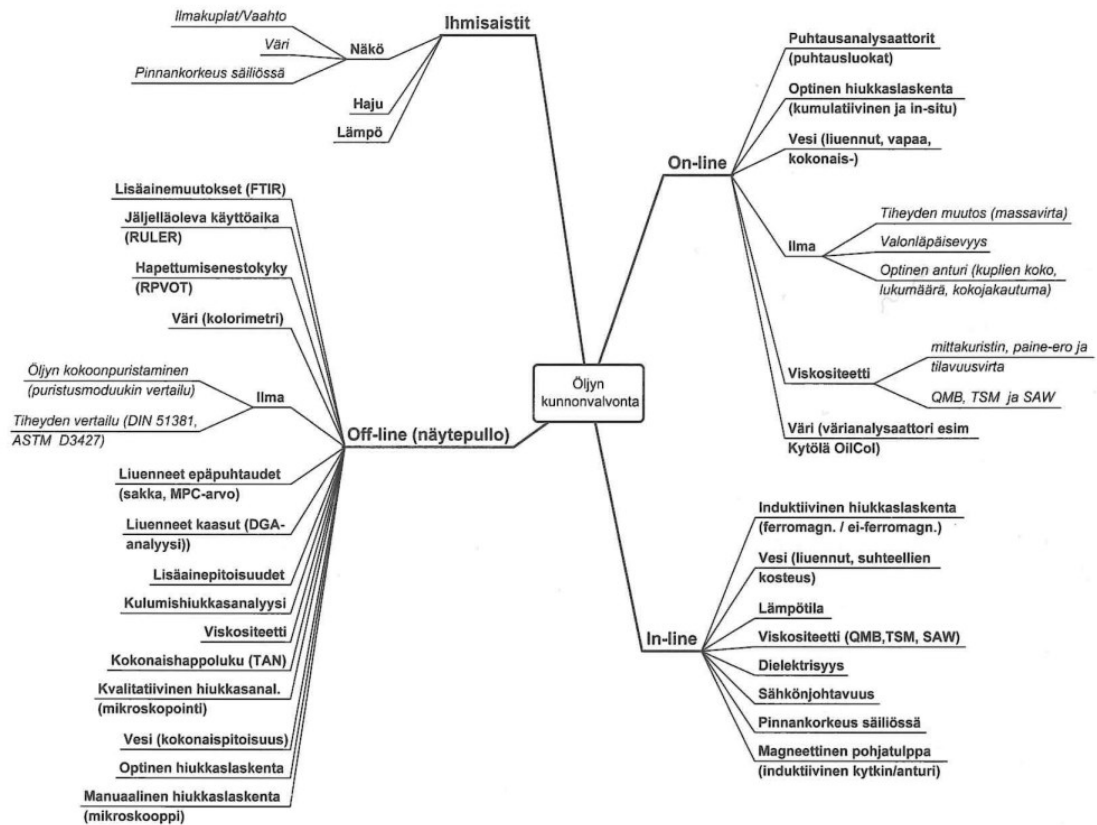 Ihmisaistit
Ilmakuplat/Vaahto
Väri
Pinnankorkeus säiliössä
Näkö
Haju
Lämpö
Öljyn
kunnonvalvonta
On-line
Puhtausanalysaattorit
(puhtausluokat)
Optinen hiukkaslaskenta
(kumulatiivinen ja in-situ)
Vesi (liuennut, vapaa,
kokonais-)
Ilma
Tiheyden muutos (massavirta)
Valonläpäisevyys
Optinen anturi (kuplien koko,
lukumäärä, kokojakautuma)
Viskositeetti
mittakuristin, paine-ero ja
tilavuusvirta
QMB, TSM ja SAW
Väri (värianalysaattori esim
Kytölä OilCol)
Off-line (näytepullo)
Lisäainemuutokset (FTIR)
Jäljelläoleva käyttöaika
(RULER)
Hapettumisenestokyky
(RPVOT)
Väri (kolorimetri)
Ilma
Öljyn kokoonpuristaminen
(puristusmoduukin vertailu)
Tiheyden vertailu (DIN 51381,
ASTM D3427)
Liuenneet epäpuhtaudet
(sakka, MPC-arvo)
Liuenneet kaasut (DGA-
analyysi))
Lisäainepitoisuudet
Kulumishiukkasanalyysi
Viskositeetti
Kokonaishappoluku (TAN)
Kvalitatiivinen hiukkasanal.
(mikroskopointi)
Vesi (kokonaispitoisuus)
Optinen hiukkaslaskenta
Manuaalinen hiukkaslaskenta
(mikroskooppi)
In-line
Induktiivinen hiukkaslaskenta
(ferromagn. / ei-ferromagn.)
Vesi (liuennut, suhteellien
kosteus)
Lämpötila
Viskositeetti (QMB,TSM, SAW)
Dielektrisyys
Sähkönjohtavuus
Pinnankorkeus säiliössä
Magneettinen pohjatulppa
(induktiivinen kytkin/anturi)